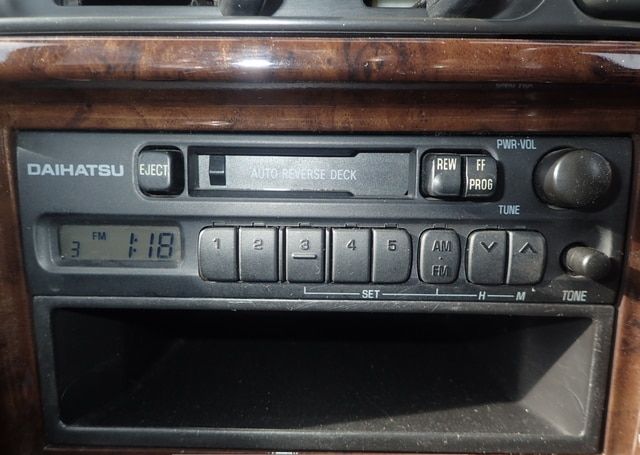 PWR·VOL
DAIHATSU
EJECT
AUTO REVERSE DECK
REW
FF
PROG
TUNE
FM
3
1:18
1
2
3
4
5
AM
FM
SET
H
M
TONE